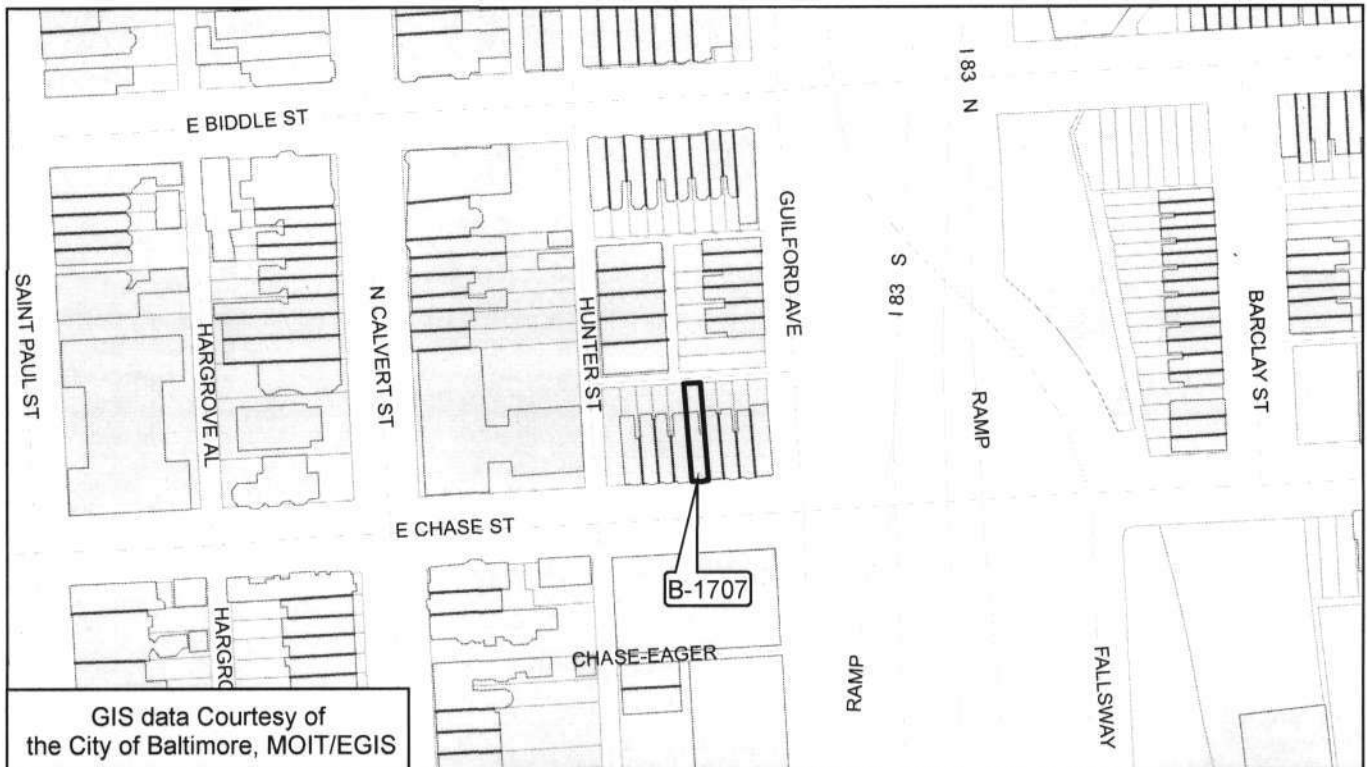 E BIDDLE ST
I 83 N
SAINT PAUL ST
HARGROVE AL
N CALVERT ST
HUNTER ST
GUILFORD AVE
I 83 S
RAMP
BARCLAY ST
E CHASE ST
B-1707
HARGRO
CHASE-EAGER
RAMP
FALLSWAY
GIS data Courtesy of
the City of Baltimore, MOIT/EGIS